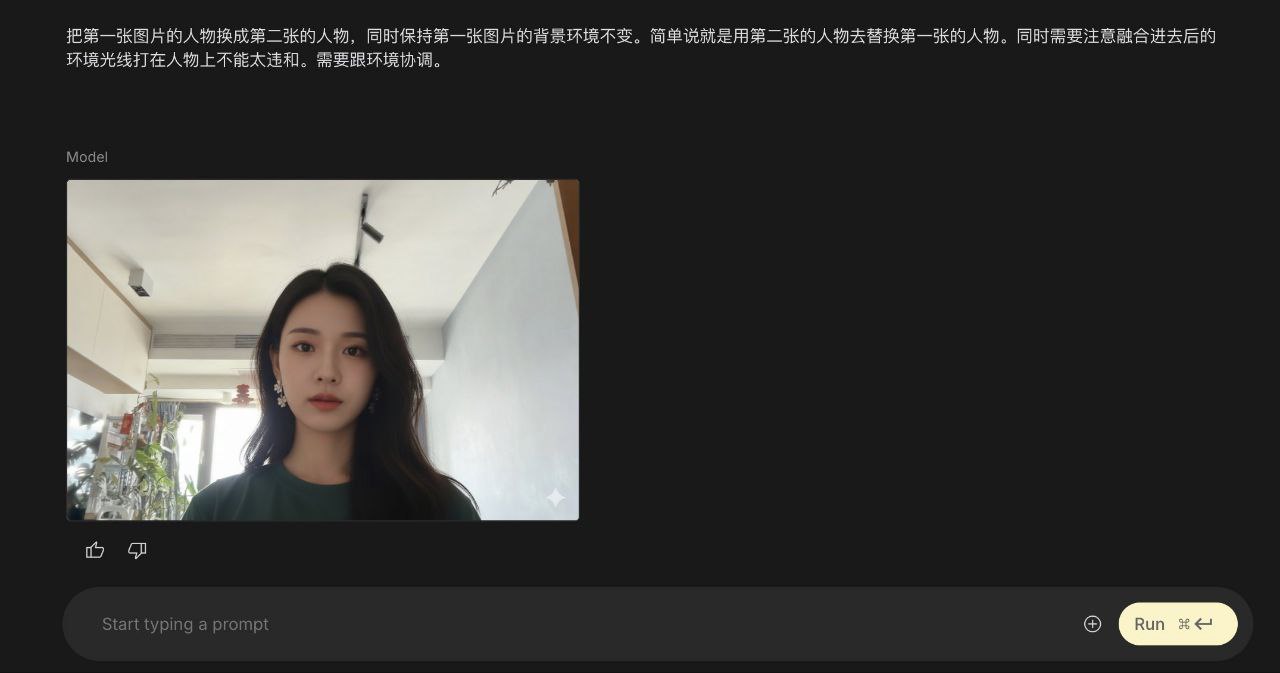 把第一张图片的人物换成第二张的人物，同时保持第一张图片的背景环境不变。简单说就是用第二张的人物去替换第一张的人物。同时需要注意融合进去后的
环境光线打在人物上不能太违和。需要跟环境协调。
Model
Start typing a prompt
Run ⌘↵